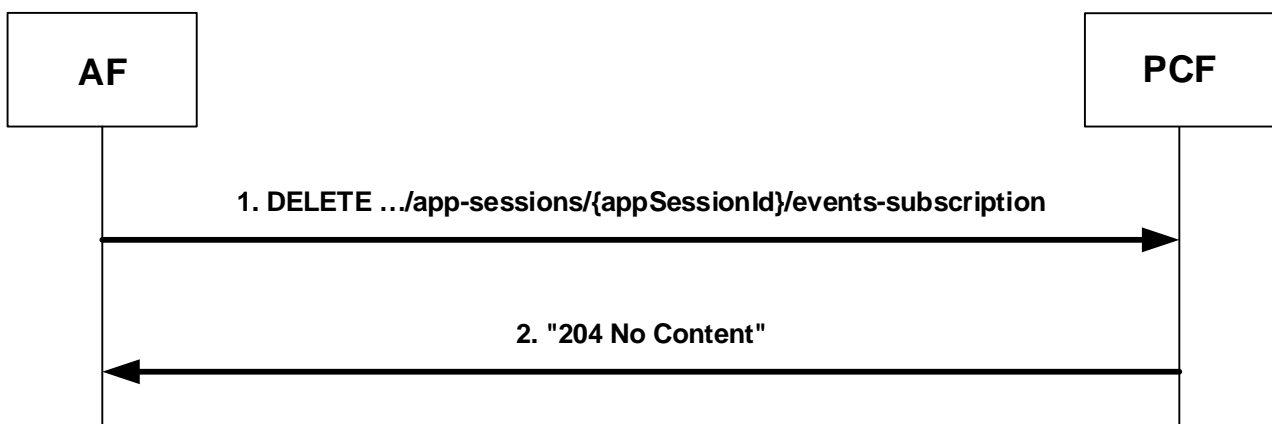 AF
PCF
1. DELETE …/app-sessions/{appSessionId}/events-subscription
2. "204 No Content"